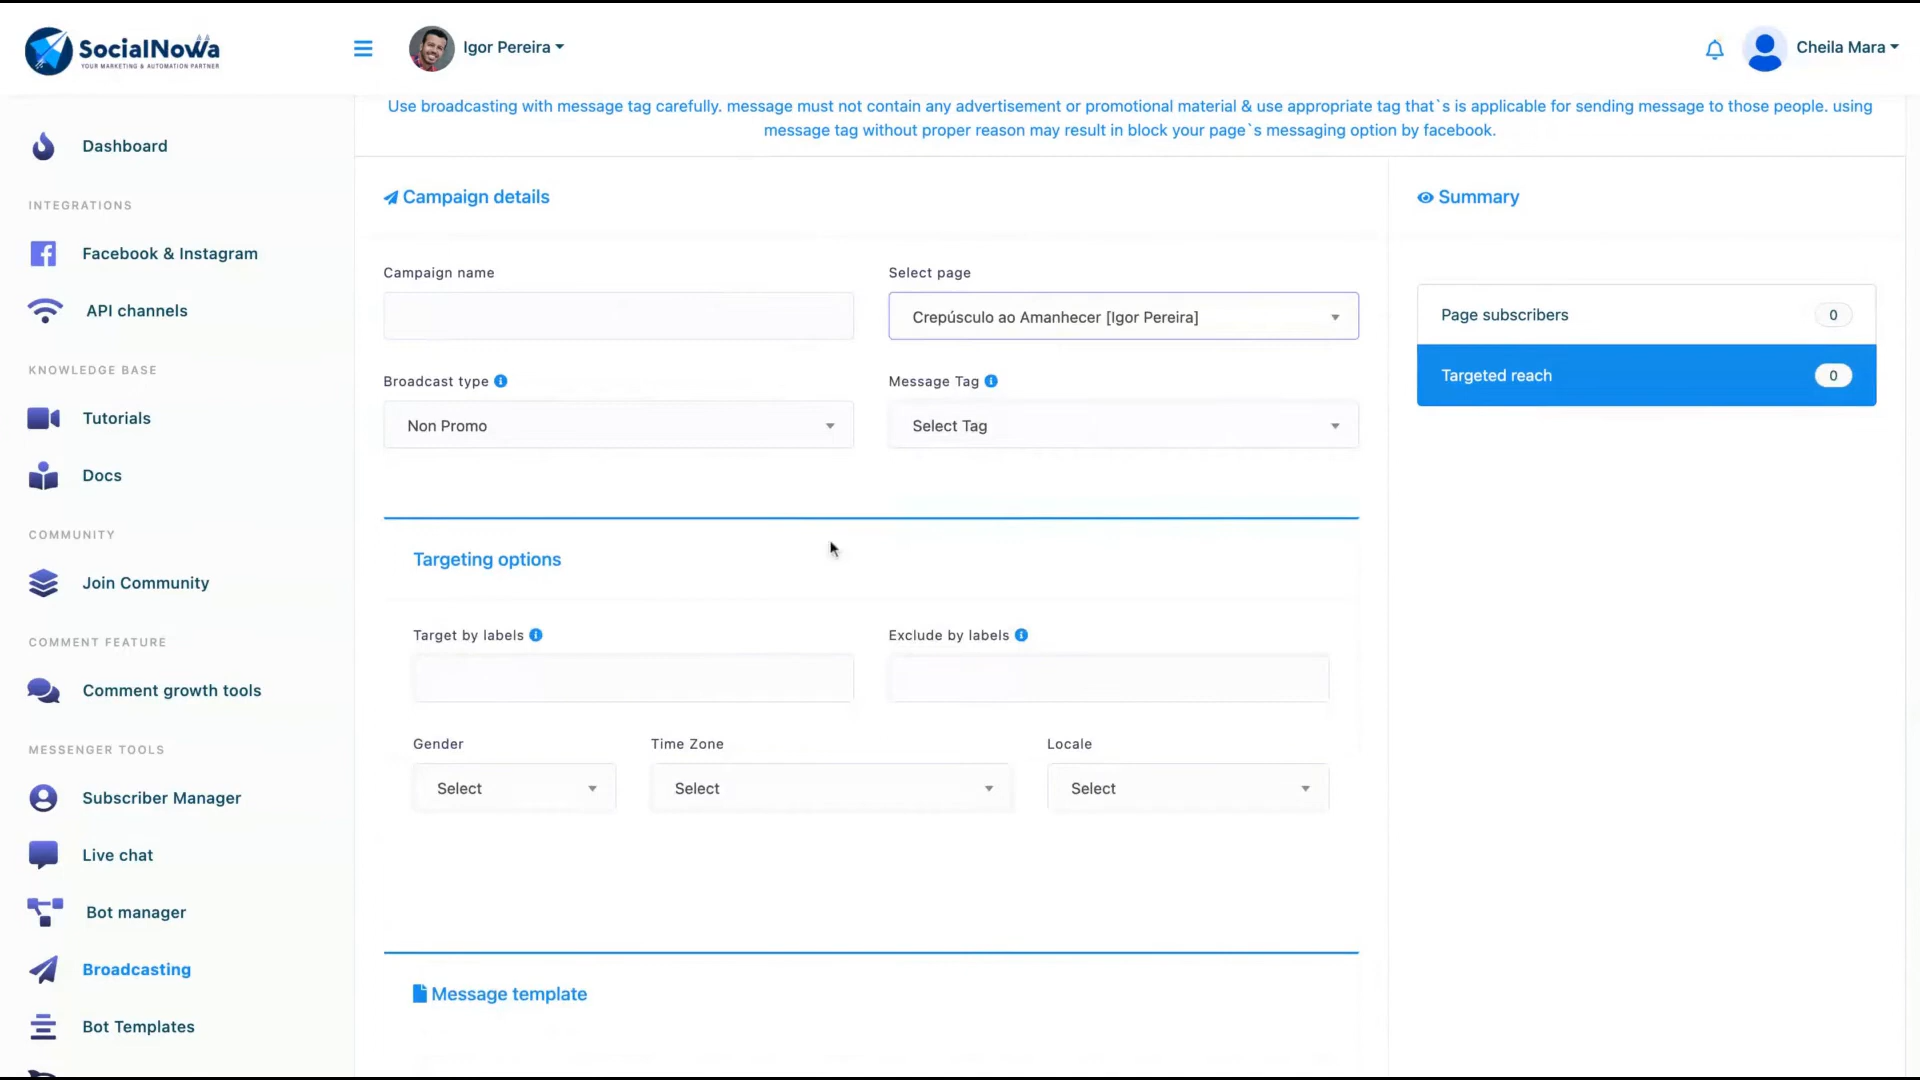 SocialNowa
YOUR MARKETING & AUTOMATION PARTNER
Igor Pereira
Cheila Mara
Use broadcasting with message tag carefully. message must not contain any advertisement or promotional material & use appropriate tag that`s is applicable for sending message to those people. using
message tag without proper reason may result in block your page`s messaging option by facebook.
Dashboard
INTEGRATIONS
Facebook & Instagram
API channels
KNOWLEDGE BASE
Tutorials
Docs
COMMUNITY
Join Community
COMMENT FEATURE
Comment growth tools
MESSENGER TOOLS
Subscriber Manager
Live chat
Bot manager
Broadcasting
Bot Templates
Campaign details
Campaign name
Select page
Crepúsculo ao Amanhecer [Igor Pereira]
Broadcast type
Message Tag
Non Promo
Select Tag
Targeting options
Target by labels
Exclude by labels
Gender
Time Zone
Locale
Select
Select
Select
Message template
Summary
Page subscribers 0
Targeted reach 0